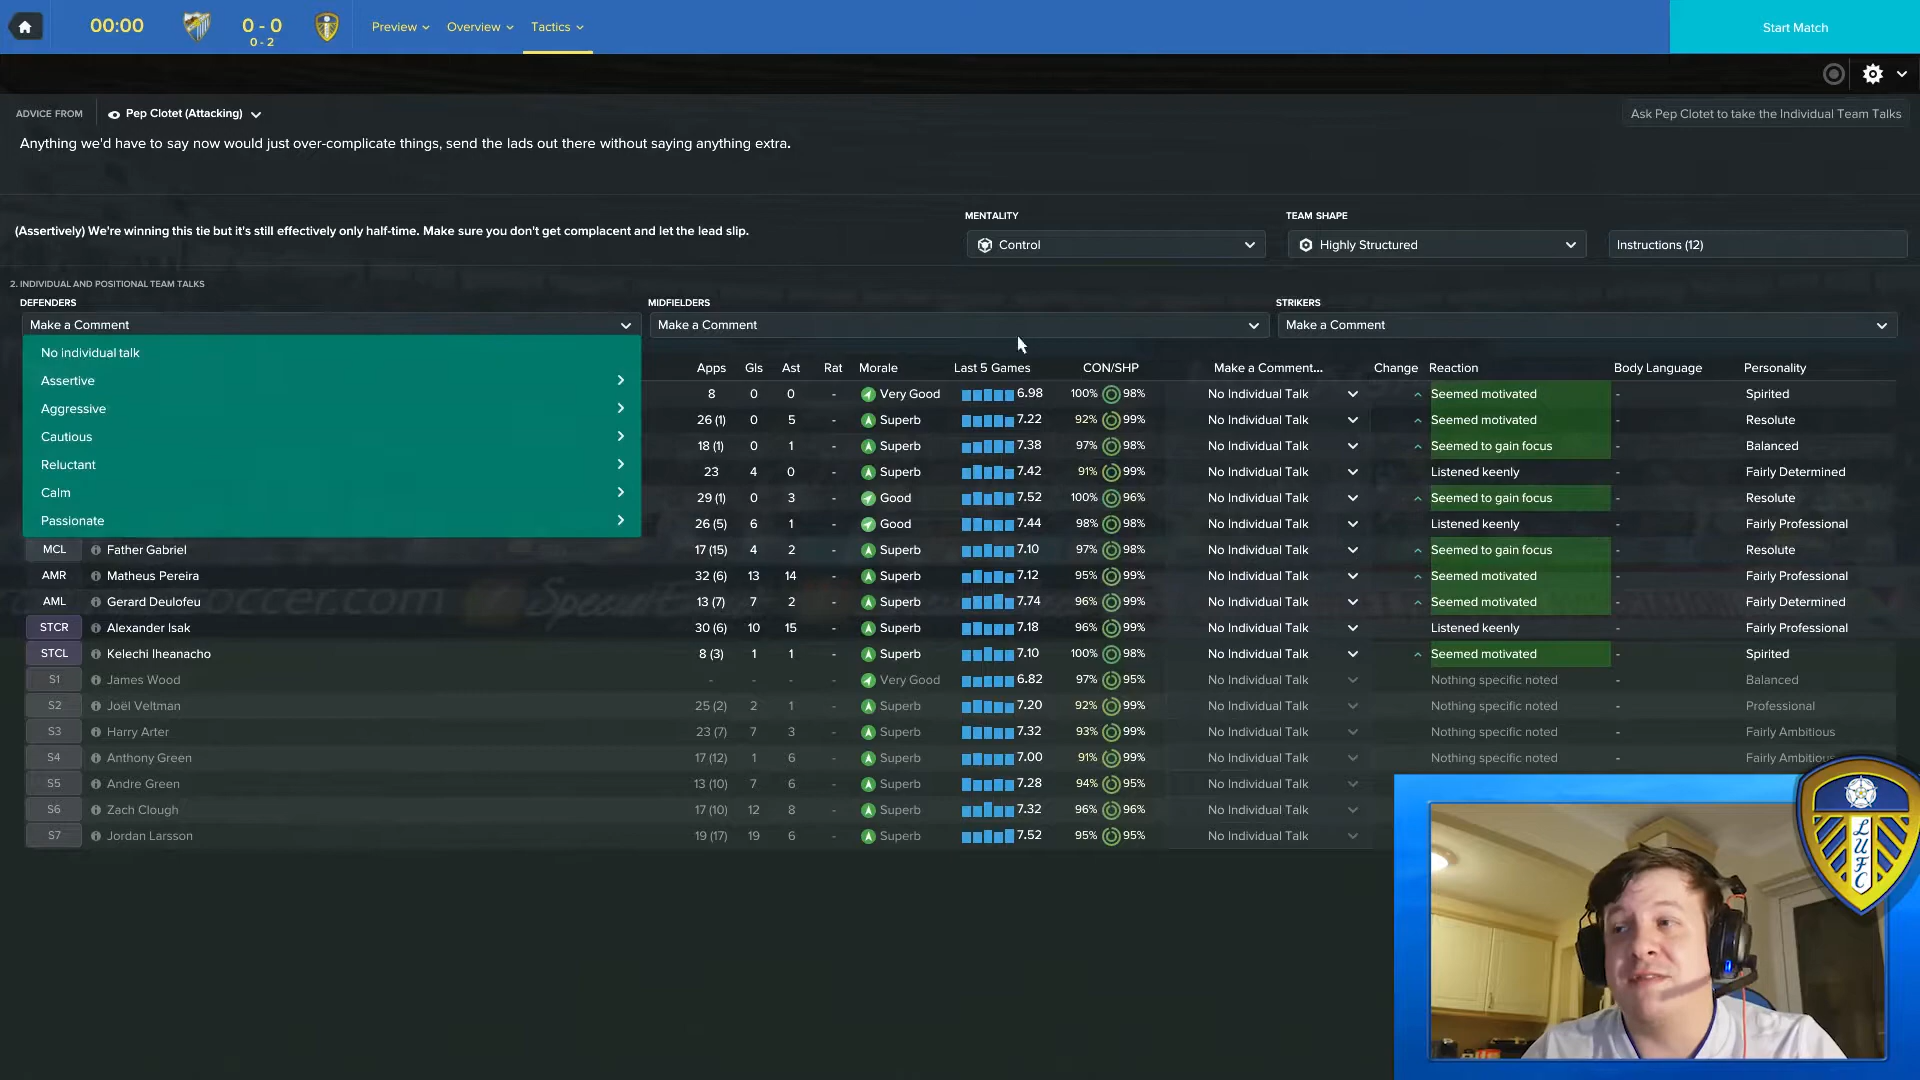 00:00
0 - 0
0 - 2
Preview
Overview
Tactics
Start Match
ADVICE FROM
Pep Clotet (Attacking)
Ask Pep Clotet to take the Individual Team Talks
Anything we'd have to say now would just over-complicate things, send the lads out there without saying anything extra.
MENTALITY
TEAM SHAPE
(Assertively) We're winning this tie but it's still effectively only half-time. Make sure you don't get complacent and let the lead slip.
Control
Highly Structured
Instructions (12)
2. INDIVIDUAL AND POSITIONAL TEAM TALKS
DEFENDERS
MIDFIELDERS
STRIKERS
Make a Comment
Make a Comment
Make a Comment
No individual talk
Assertive
Aggressive
Cautious
Reluctant
Calm
Passionate
Apps Gls Ast Rat Morale Last 5 Games CON/SHP Make a Comment... Change Reaction Body Language Personality
8 0 0 - Very Good 6.98 100% 98% No Individual Talk Seemed motivated - Spirited
26 (1) 0 5 - Superb 7.22 92% 99% No Individual Talk Seemed motivated - Resolute
18 (1) 0 1 - Superb 7.38 97% 98% No Individual Talk Seemed to gain focus - Balanced
23 4 0 - Superb 7.42 91% 99% No Individual Talk Listened keenly - Fairly Determined
29 (1) 0 3 - Good 7.52 100% 96% No Individual Talk Seemed to gain focus - Resolute
26 (5) 6 1 - Good 7.44 98% 98% No Individual Talk Listened keenly - Fairly Professional
MCL Father Gabriel 17 (15) 4 2 - Superb 7.10 97% 98% No Individual Talk Seemed to gain focus - Resolute
AMR Matheus Pereira 32 (6) 13 14 - Superb 7.12 95% 99% No Individual Talk Seemed motivated - Fairly Professional
AML Gerard Deulofeu 13 (7) 7 2 - Superb 7.74 96% 99% No Individual Talk Seemed motivated - Fairly Determined
STCR Alexander Isak 30 (6) 10 15 - Superb 7.18 96% 99% No Individual Talk Listened keenly - Fairly Professional
STCL Kelechi Iheanacho 8 (3) 1 1 - Superb 7.10 100% 98% No Individual Talk Seemed motivated - Spirited
S1 James Wood - - - - Very Good 6.82 97% 95% No Individual Talk Nothing specific noted - Balanced
S2 Joël Veltman 25 (2) 2 1 - Superb 7.20 92% 99% No Individual Talk Nothing specific noted - Professional
S3 Harry Arter 23 (7) 7 3 - Superb 7.32 93% 99% No Individual Talk Nothing specific noted - Fairly Ambitious
S4 Anthony Green 17 (12) 1 6 - Superb 7.00 91% 99% No Individual Talk Nothing specific noted - Fairly Ambitious
S5 Andre Green 13 (10) 7 6 - Superb 7.28 94% 95% No Individual Talk
S6 Zach Clough 17 (10) 12 8 - Superb 7.32 96% 96% No Individual Talk
S7 Jordan Larsson 19 (17) 19 6 - Superb 7.52 95% 95% No Individual Talk
occer.com
LUFC